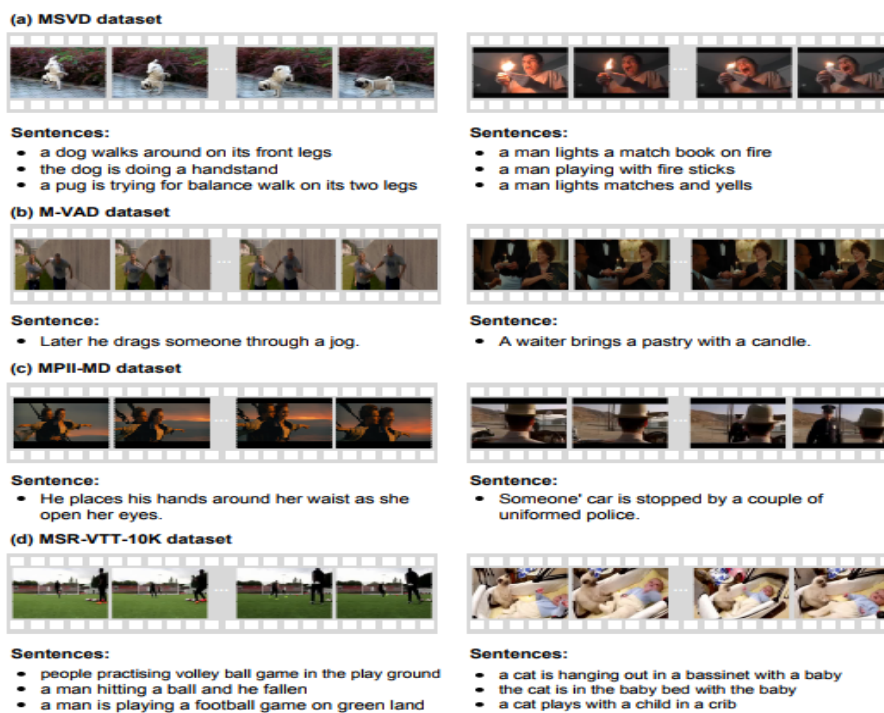 (a) MSVD dataset
Sentences:
• a dog walks around on its front legs
• the dog is doing a handstand
• a pug is trying for balance walk on its two legs
Sentences:
• a man lights a match book on fire
• a man playing with fire sticks
• a man lights matches and yells
(b) M-VAD dataset
Sentence:
• Later he drags someone through a jog.
Sentence:
• A waiter brings a pastry with a candle.
(c) MPII-MD dataset
Sentence:
• He places his hands around her waist as she
open her eyes.
Sentence:
• Someone' car is stopped by a couple of
uniformed police.
(d) MSR-VTT-10K dataset
Sentences:
• people practising volley ball game in the play ground
• a man hitting a ball and he fallen
• a man is playing a football game on green land
Sentences:
• a cat is hanging out in a bassinet with a baby
• the cat is in the baby bed with the baby
• a cat plays with a child in a crib